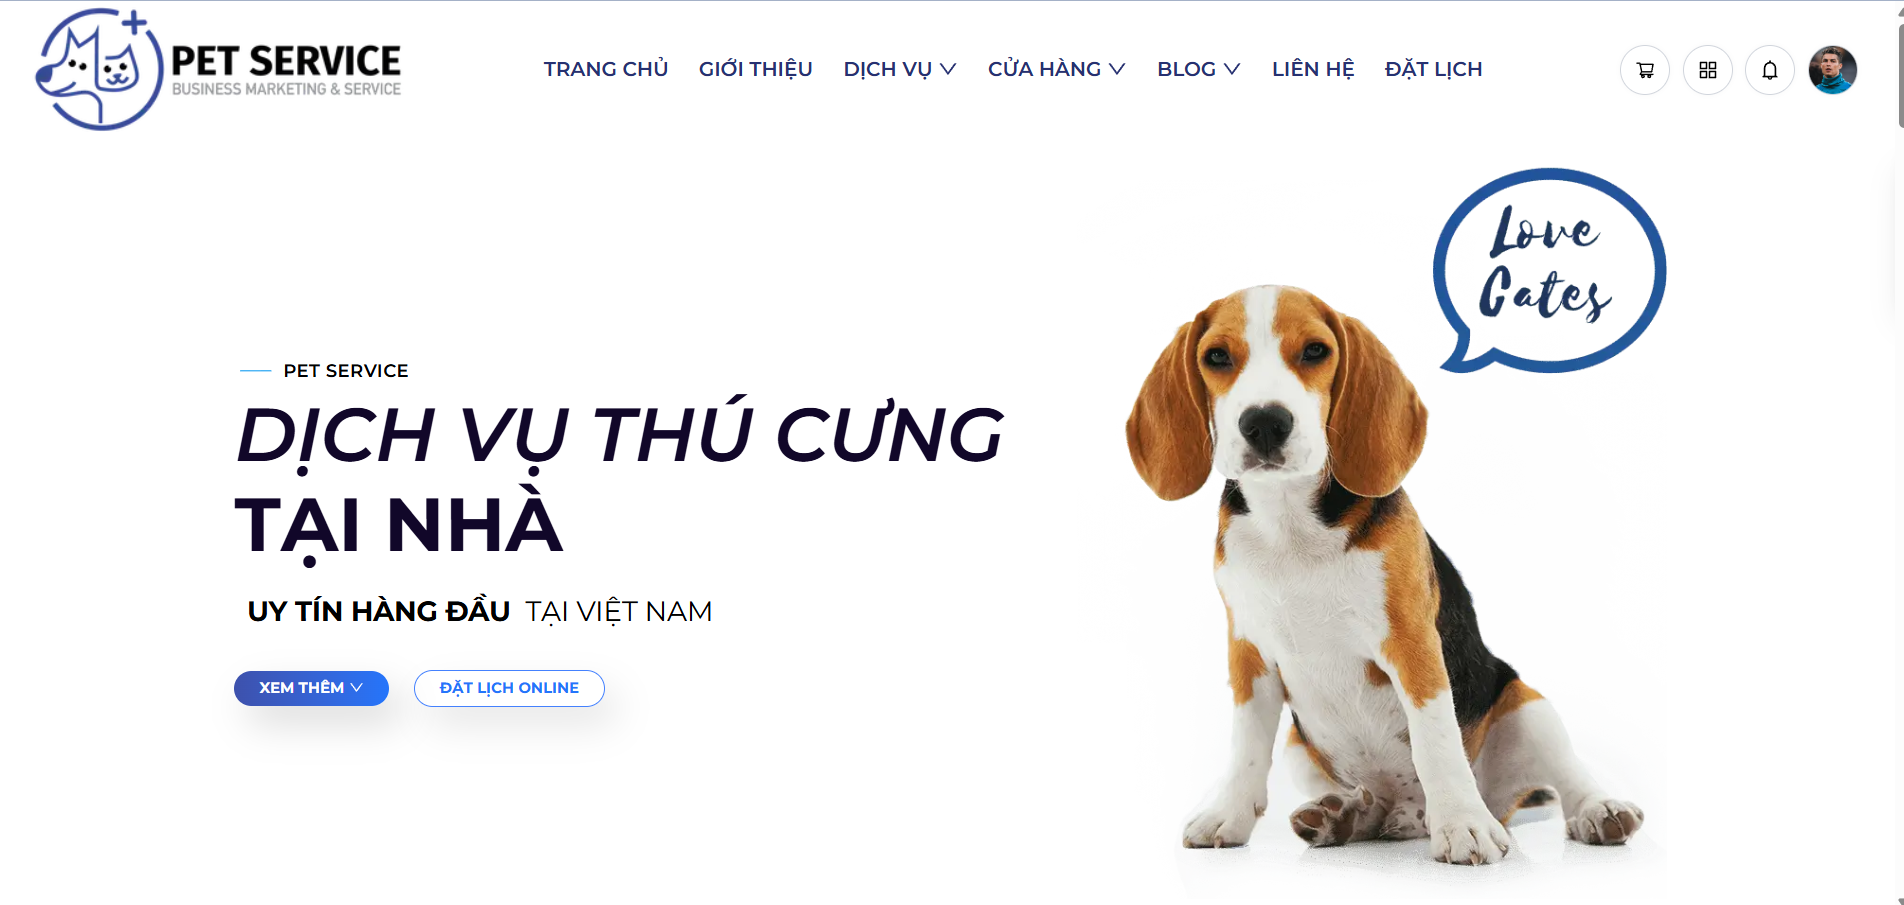 PET SERVICE
BUSINESS MARKETING & SERVICE
TRANG CHỦ
GIỚI THIỆU
DỊCH VỤ
CỬA HÀNG
BLOG
LIÊN HỆ
ĐẶT LỊCH
Love
Cates
PET SERVICE
DỊCH VỤ THÚ CƯNG
TẠI NHÀ
UY TÍN HÀNG ĐẦU TẠI VIỆT NAM
XEM THÊM
ĐẶT LỊCH ONLINE